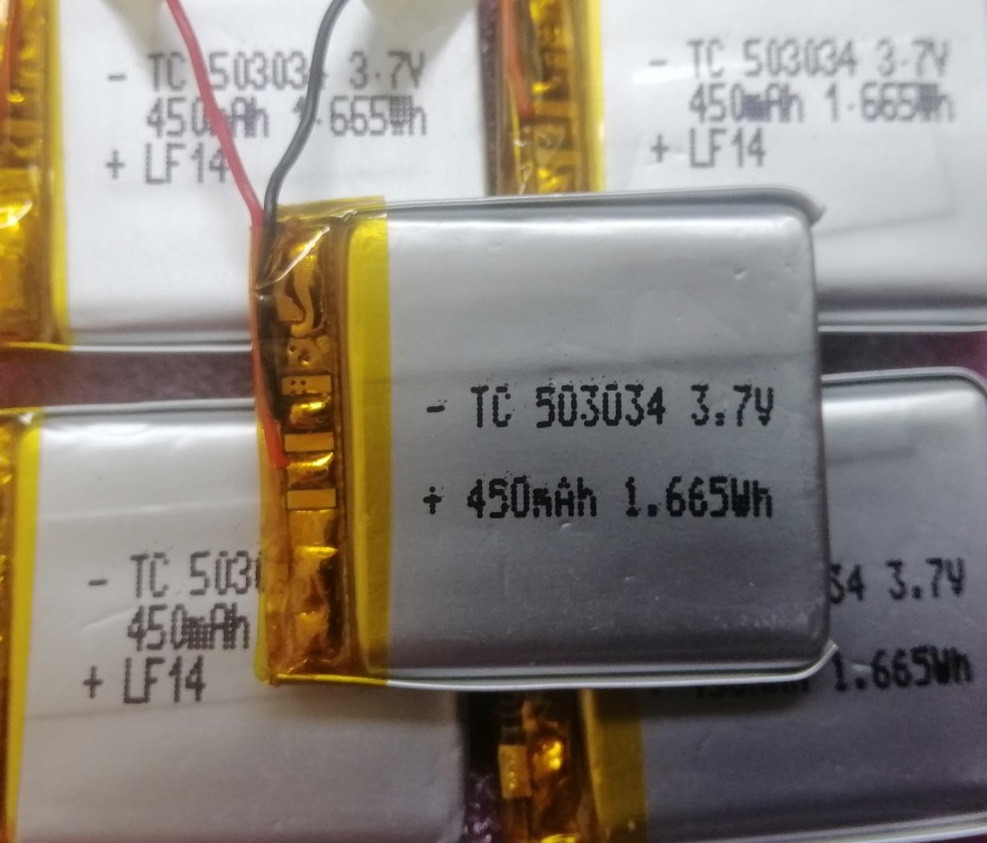 - TC 503034 3.7V
450mAh 1.665Wh
+ LF14
- TC 503034 3.7V
450mAh 1.665Wh
+ LF14
- TC 503034 3.7V
+ 450mAh 1.665Wh
- TC 503
450mAh
+ LF14
34 3.7V
1.665Wh